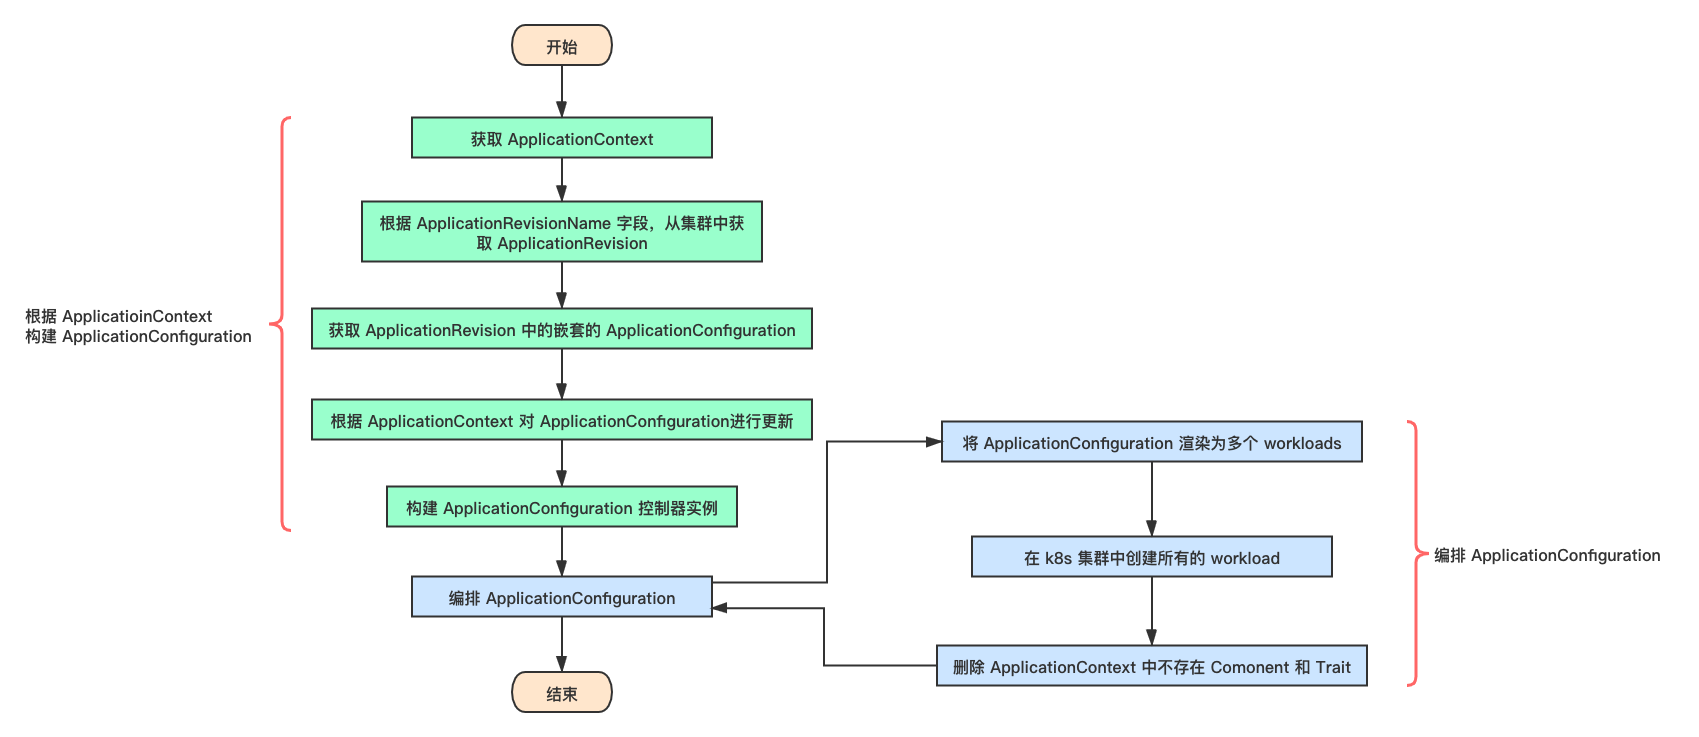 开始
获取 ApplicationContext
根据 ApplicationRevisionName 字段，从集群中获
取 ApplicationRevision
根据 ApplicatioinContext
构建 ApplicationConfiguration
获取 ApplicationRevision 中的嵌套的 ApplicationConfiguration
根据 ApplicationContext 对 ApplicationConfiguration进行更新
构建 ApplicationConfiguration 控制器实例
编排 ApplicationConfiguration
结束
将 ApplicationConfiguration 渲染为多个 workloads
在 k8s 集群中创建所有的 workload
删除 ApplicationContext 中不存在 Comonent 和 Trait
编排 ApplicationConfiguration